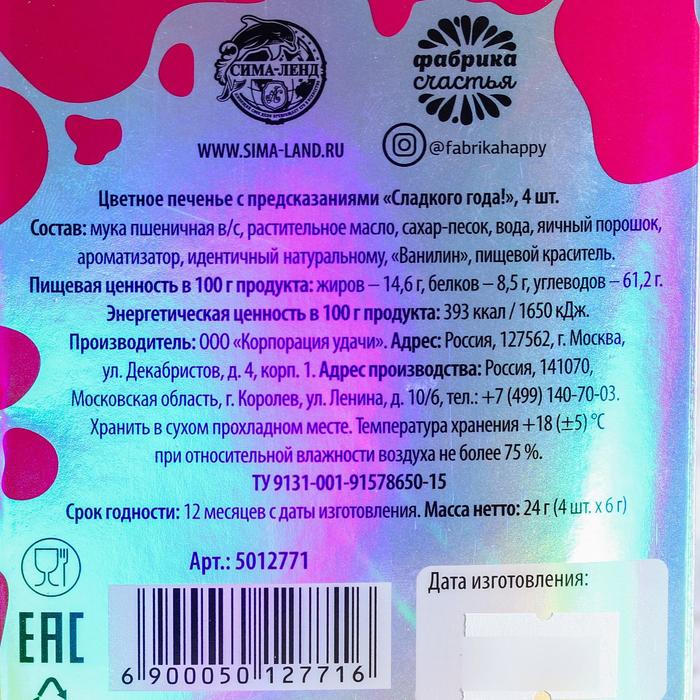 СИМА-ЛЕНД
фабрика
счастья
WWW.SIMA-LAND.RU
@fabrikahappy
Цветное печенье с предсказаниями «Сладкого года!», 4 шт.
Состав: мука пшеничная в/с, растительное масло, сахар-песок, вода, яичный порошок,
ароматизатор, идентичный натуральному, «Ванилин», пищевой краситель.
Пищевая ценность в 100 г продукта: жиров – 14,6 г, белков – 8,5 г, углеводов – 61,2 г.
Энергетическая ценность в 100 г продукта: 393 ккал / 1650 кДж.
Производитель: ООО «Корпорация удачи». Адрес: Россия, 127562, г. Москва,
ул. Декабристов, д. 4, корп. 1. Адрес производства: Россия, 141070,
Московская область, г. Королев, ул. Ленина, д. 10/6, тел.: +7 (499) 140-70-03.
Хранить в сухом прохладном месте. Температура хранения +18 (±5) °C
при относительной влажности воздуха не более 75 %.
ТУ 9131-001-91578650-15
Срок годности: 12 месяцев с даты изготовления. Масса нетто: 24 г (4 шт. х 6 г)
Арт.: 5012771
Дата изготовления:
EAC
6 900050 127716